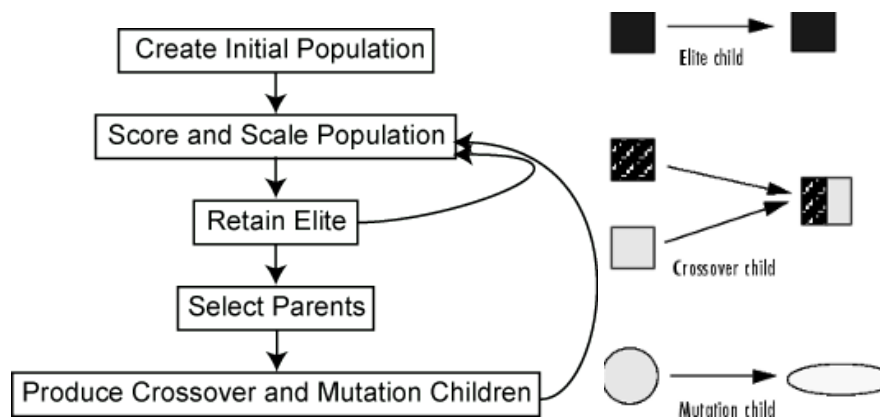 Create Initial Population
Score and Scale Population
Retain Elite
Select Parents
Produce Crossover and Mutation Children
Elite child
Crossover child
Mutation child